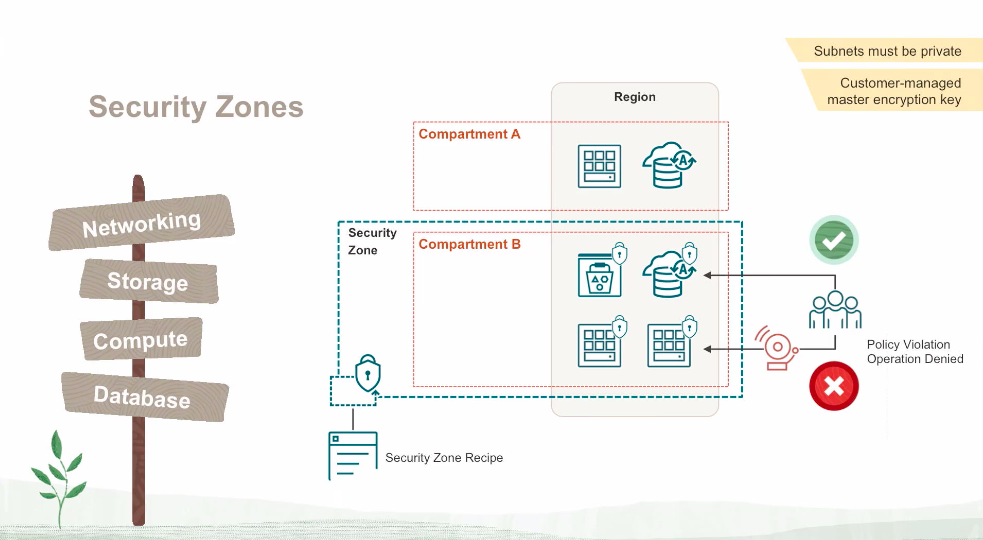 Subnets must be private
Customer-managed
master encryption key
Security Zones
Region
Compartment A
Networking
Storage
Compute
Database
Security
Zone
Compartment B
A
A
Policy Violation
Operation Denied
Security Zone Recipe